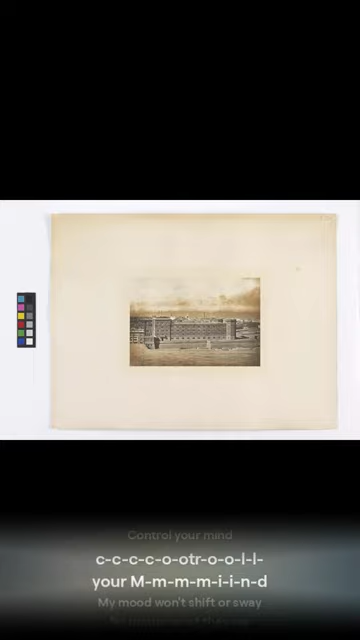 Control your mind
c-c-c-c-o-otr-o-o-l-l-
your M-m-m-m-i-i-n-d
My mood won't shift or sway